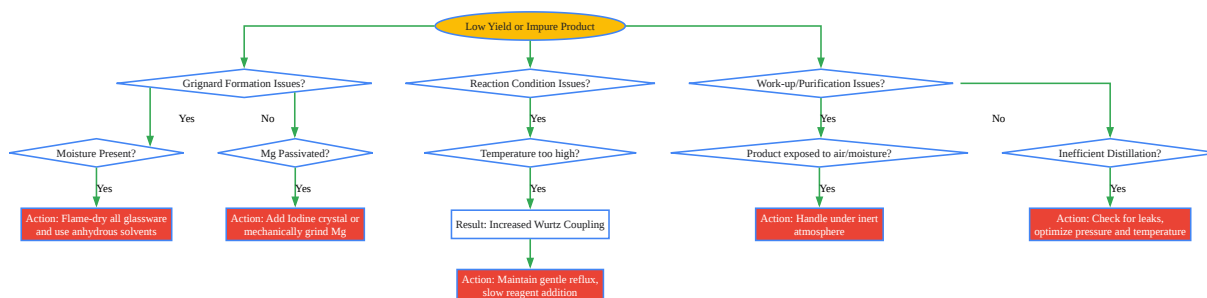 Low Yield or Impure Product
Grignard Formation Issues?
Reaction Condition Issues?
Work-up/Purification Issues?
Yes
No
Yes
Yes
No
Moisture Present?
Mg Passivated?
Temperature too high?
Product exposed to air/moisture?
Inefficient Distillation?
Yes
Yes
Yes
Yes
Yes
Action: Flame-dry all glassware
and use anhydrous solvents
Action: Add Iodine crystal or
mechanically grind Mg
Result: Increased Wurtz Coupling
Action: Handle under inert
atmosphere
Action: Check for leaks,
optimize pressure and temperature
Action: Maintain gentle reflux,
slow reagent addition